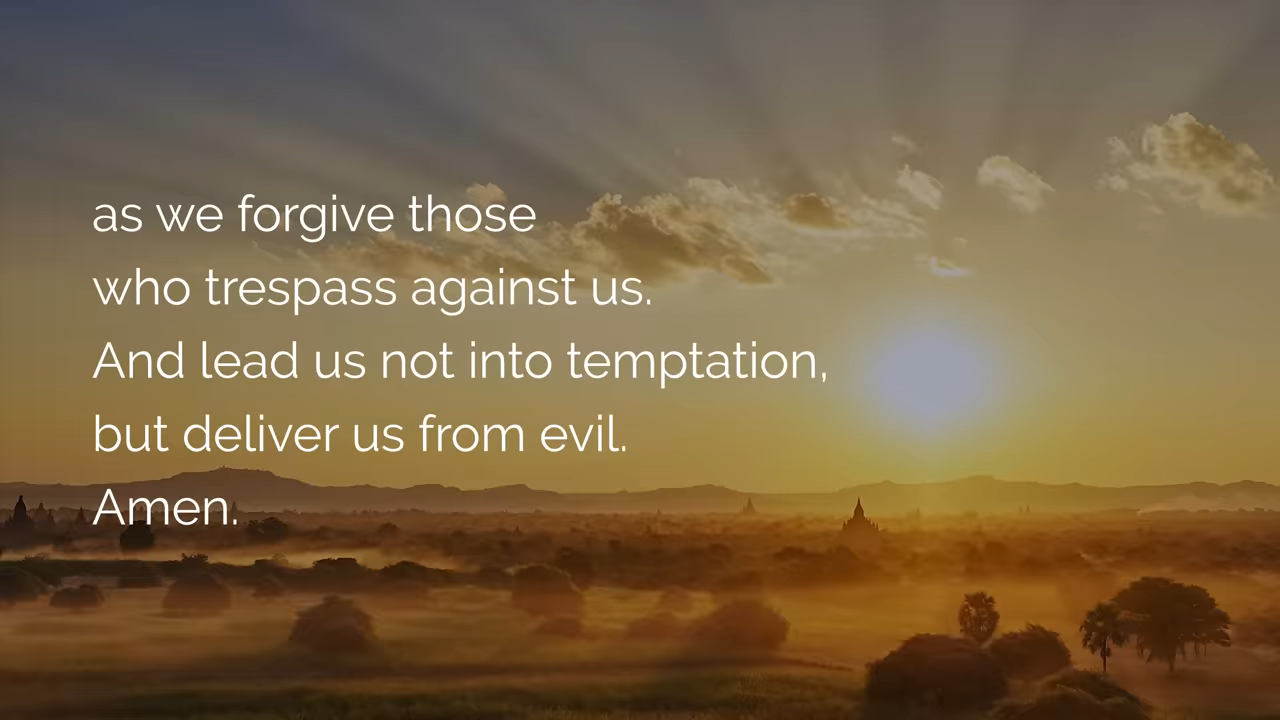 as we forgive those
who trespass against us.
And lead us not into temptation,
but deliver us from evil.
Amen.